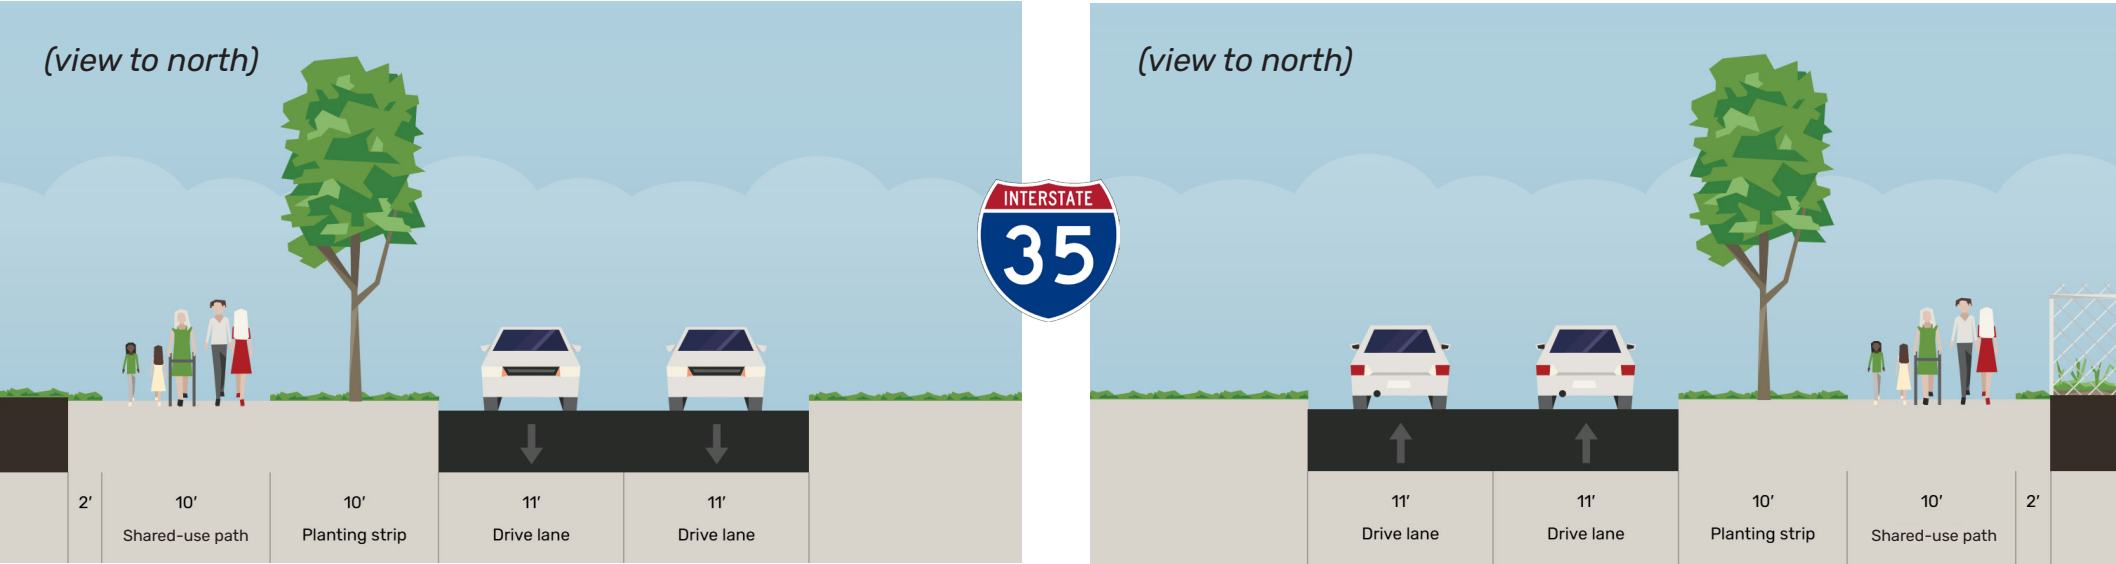 (view to north)
2’
10’
Shared-use path
10’
Planting strip
11’
Drive lane
11’
Drive lane
INTERSTATE
35
(view to north)
11’
Drive lane
11’
Drive lane
10’
Planting strip
10’
Shared-use path
2’